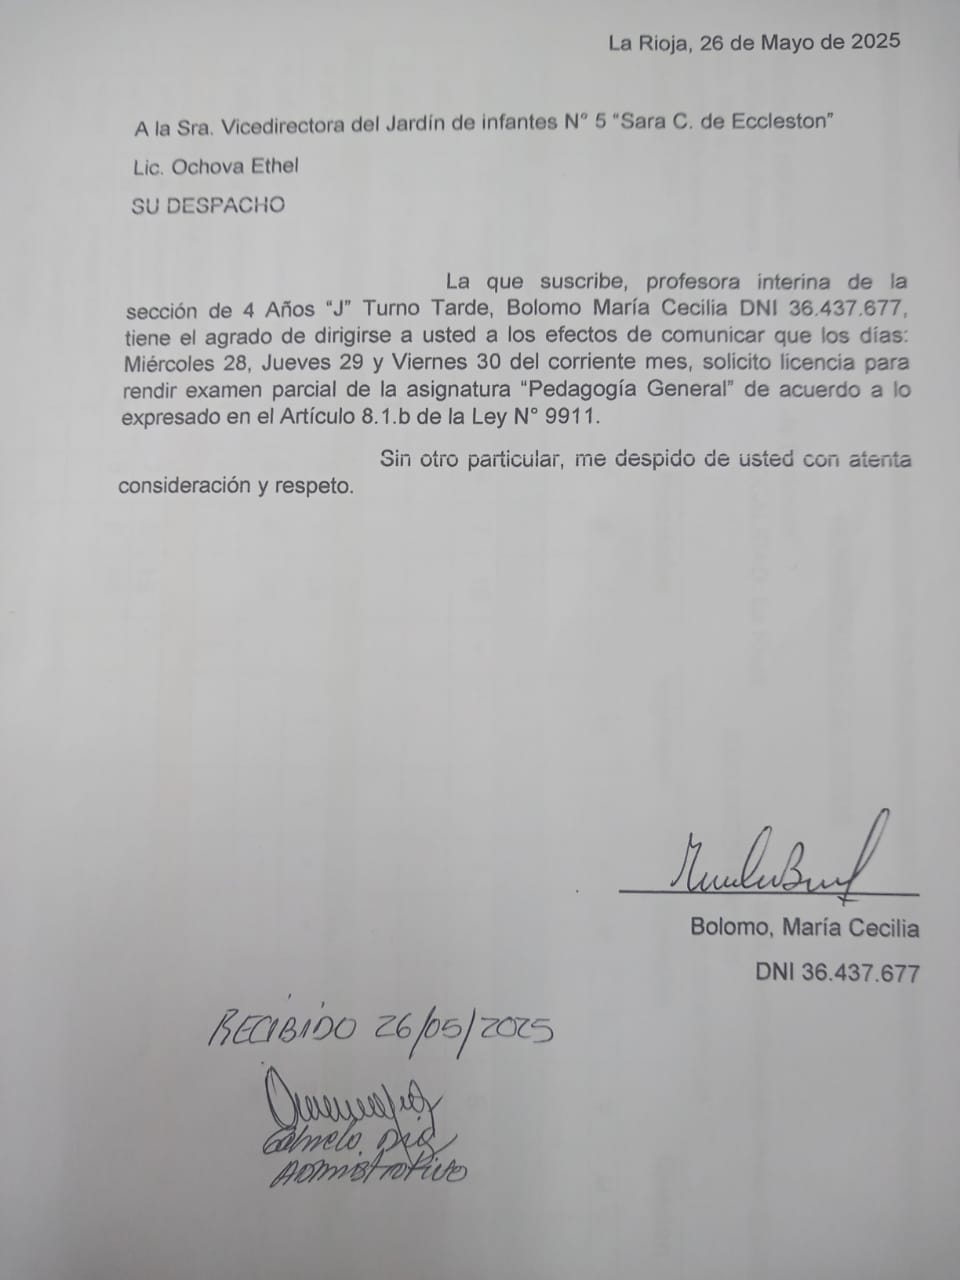 La Rioja, 26 de Mayo de 2025
A la Sra. Vicedirectora del Jardín de infantes N° 5 “Sara C. de Eccleston”
Lic. Ochova Ethel
SU DESPACHO
La que suscribe, profesora interina de la
sección de 4 Años “J” Turno Tarde, Bolomo María Cecilia DNI 36.437.677,
tiene el agrado de dirigirse a usted a los efectos de comunicar que los días:
Miércoles 28, Jueves 29 y Viernes 30 del corriente mes, solicito licencia para
rendir examen parcial de la asignatura “Pedagogía General” de acuerdo a lo
expresado en el Artículo 8.1.b de la Ley N° 9911.
Sin otro particular, me despido de usted con atenta
consideración y respeto.
Bolomo, María Cecilia
DNI 36.437.677
RECIBIDO 26/05/2025
ADMINISTRATIVO